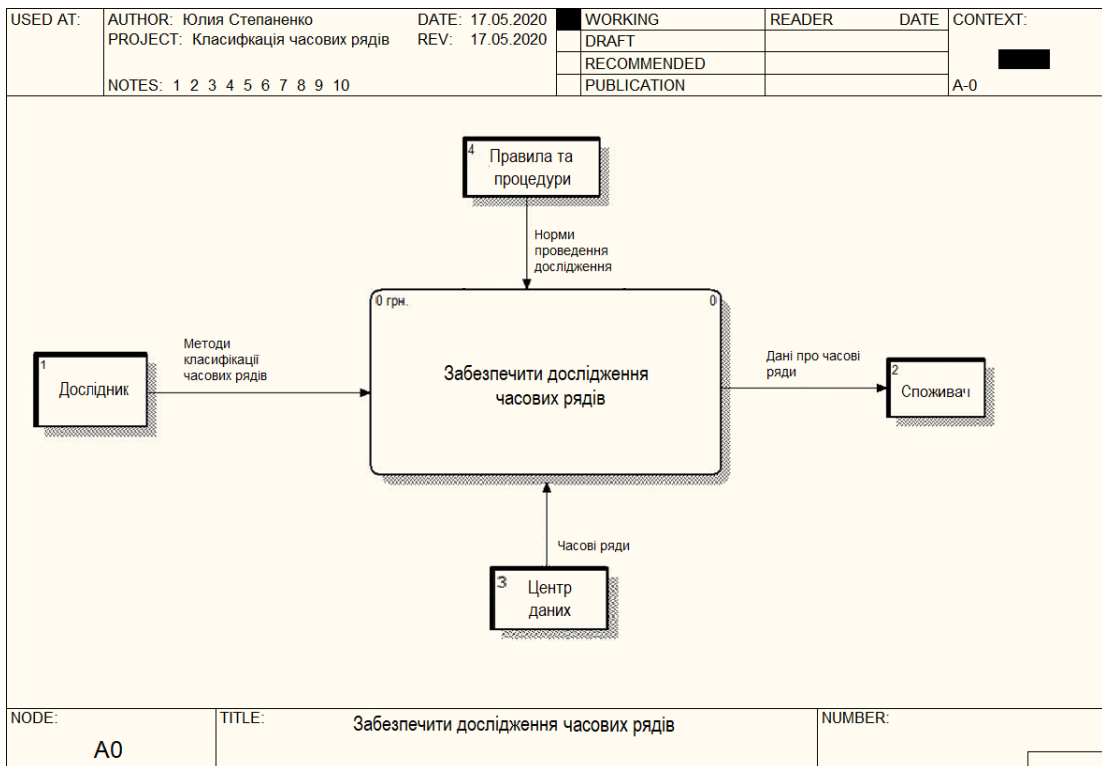 USED AT:
AUTHOR: Юлия Степаненко
DATE: 17.05.2020
PROJECT: Класифкація часових рядів
REV: 17.05.2020
NOTES: 1 2 3 4 5 6 7 8 9 10
WORKING
DRAFT
RECOMMENDED
PUBLICATION
READER
DATE
CONTEXT:
A-0
4
Правила та
процедури
Норми
проведення
дослідження
0 грн.
0
Забезпечити дослідження
часових рядів
1
Дослідник
Методи
класифікації
часових рядів
Дані про часові
ряди
2
Споживач
Часові ряди
3
Центр
даних
NODE:
A0
TITLE:
Забезпечити дослідження часових рядів
NUMBER: